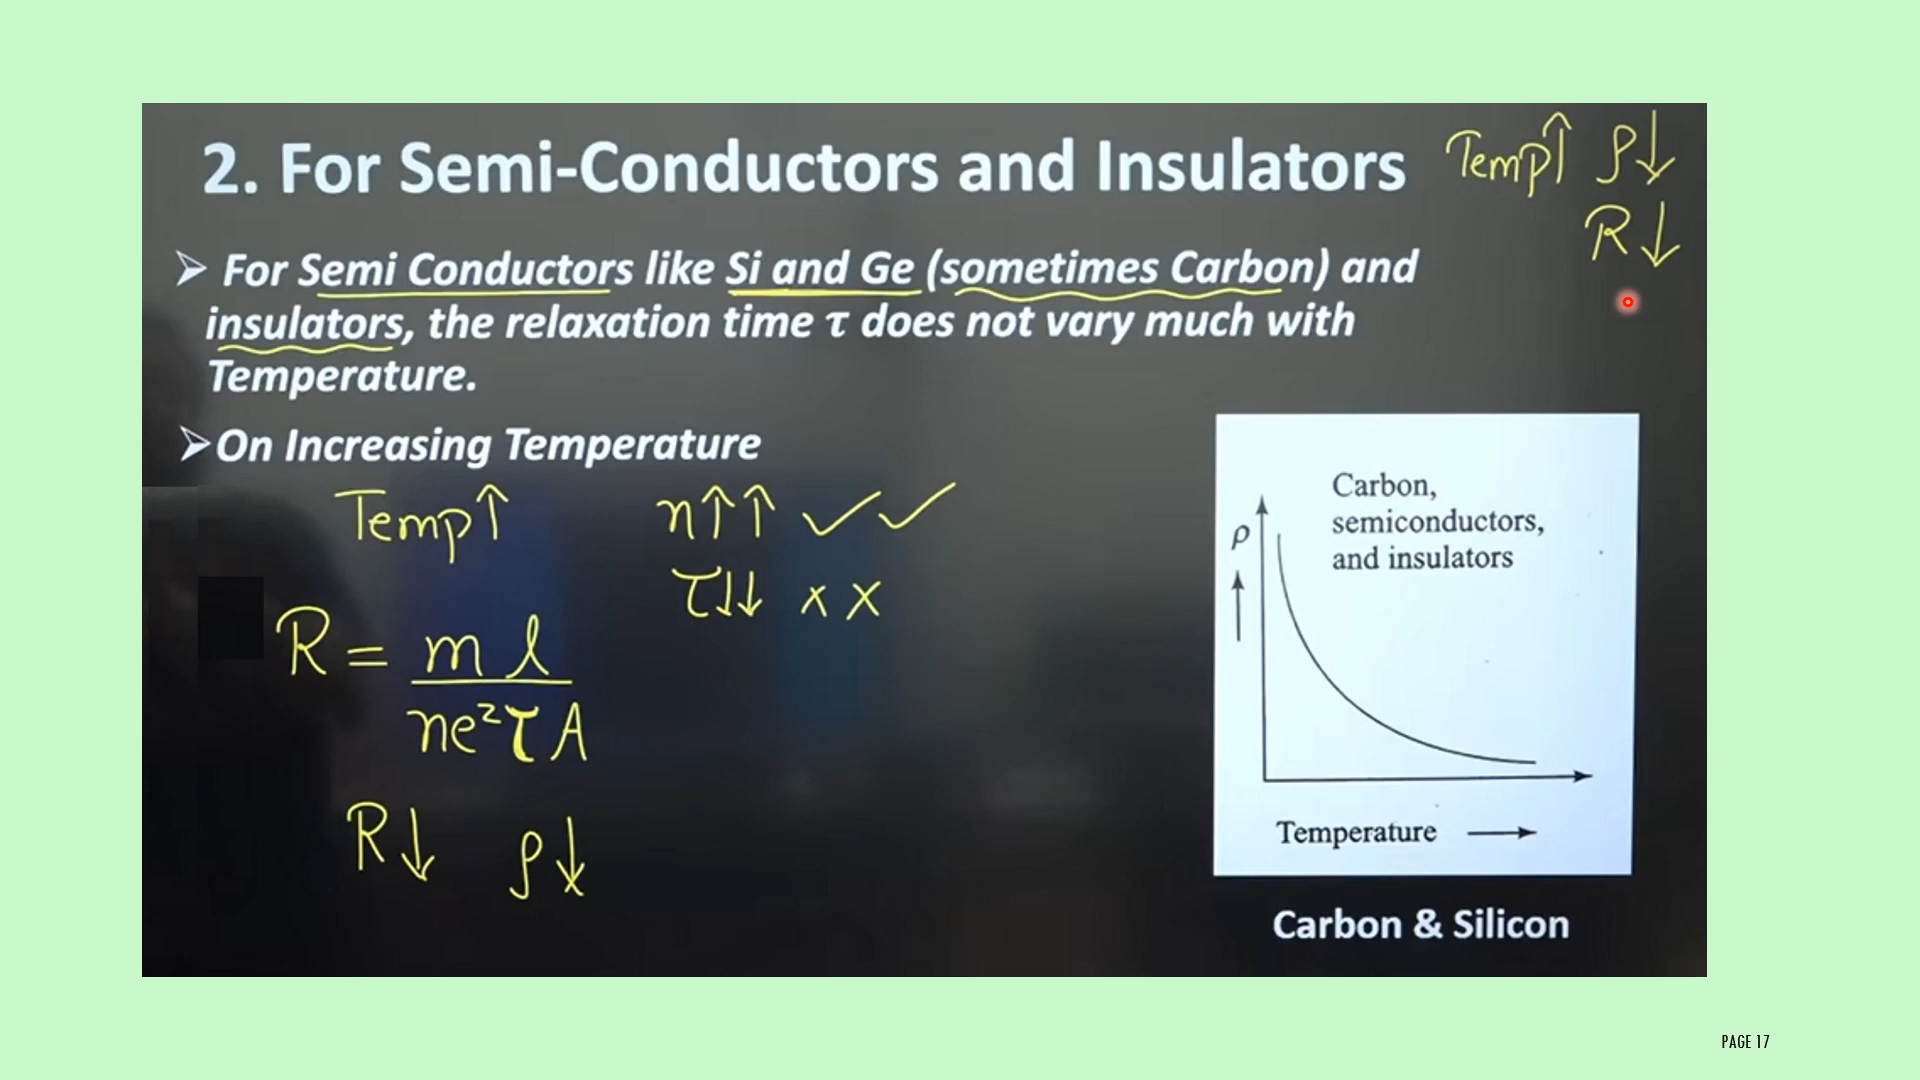 2. For Semi-Conductors and Insulators
Temp↑ ρ↓
R↓
➢ For Semi Conductors like Si and Ge (sometimes Carbon) and
insulators, the relaxation time τ does not vary much with
Temperature.
➢On Increasing Temperature
Temp↑ n↑↑ ✓✓
τ↓↓ x x
R = m l
ne²τ A
R↓ ρ↓
Carbon,
semiconductors,
and insulators
ρ
Temperature
Carbon & Silicon
PAGE 17